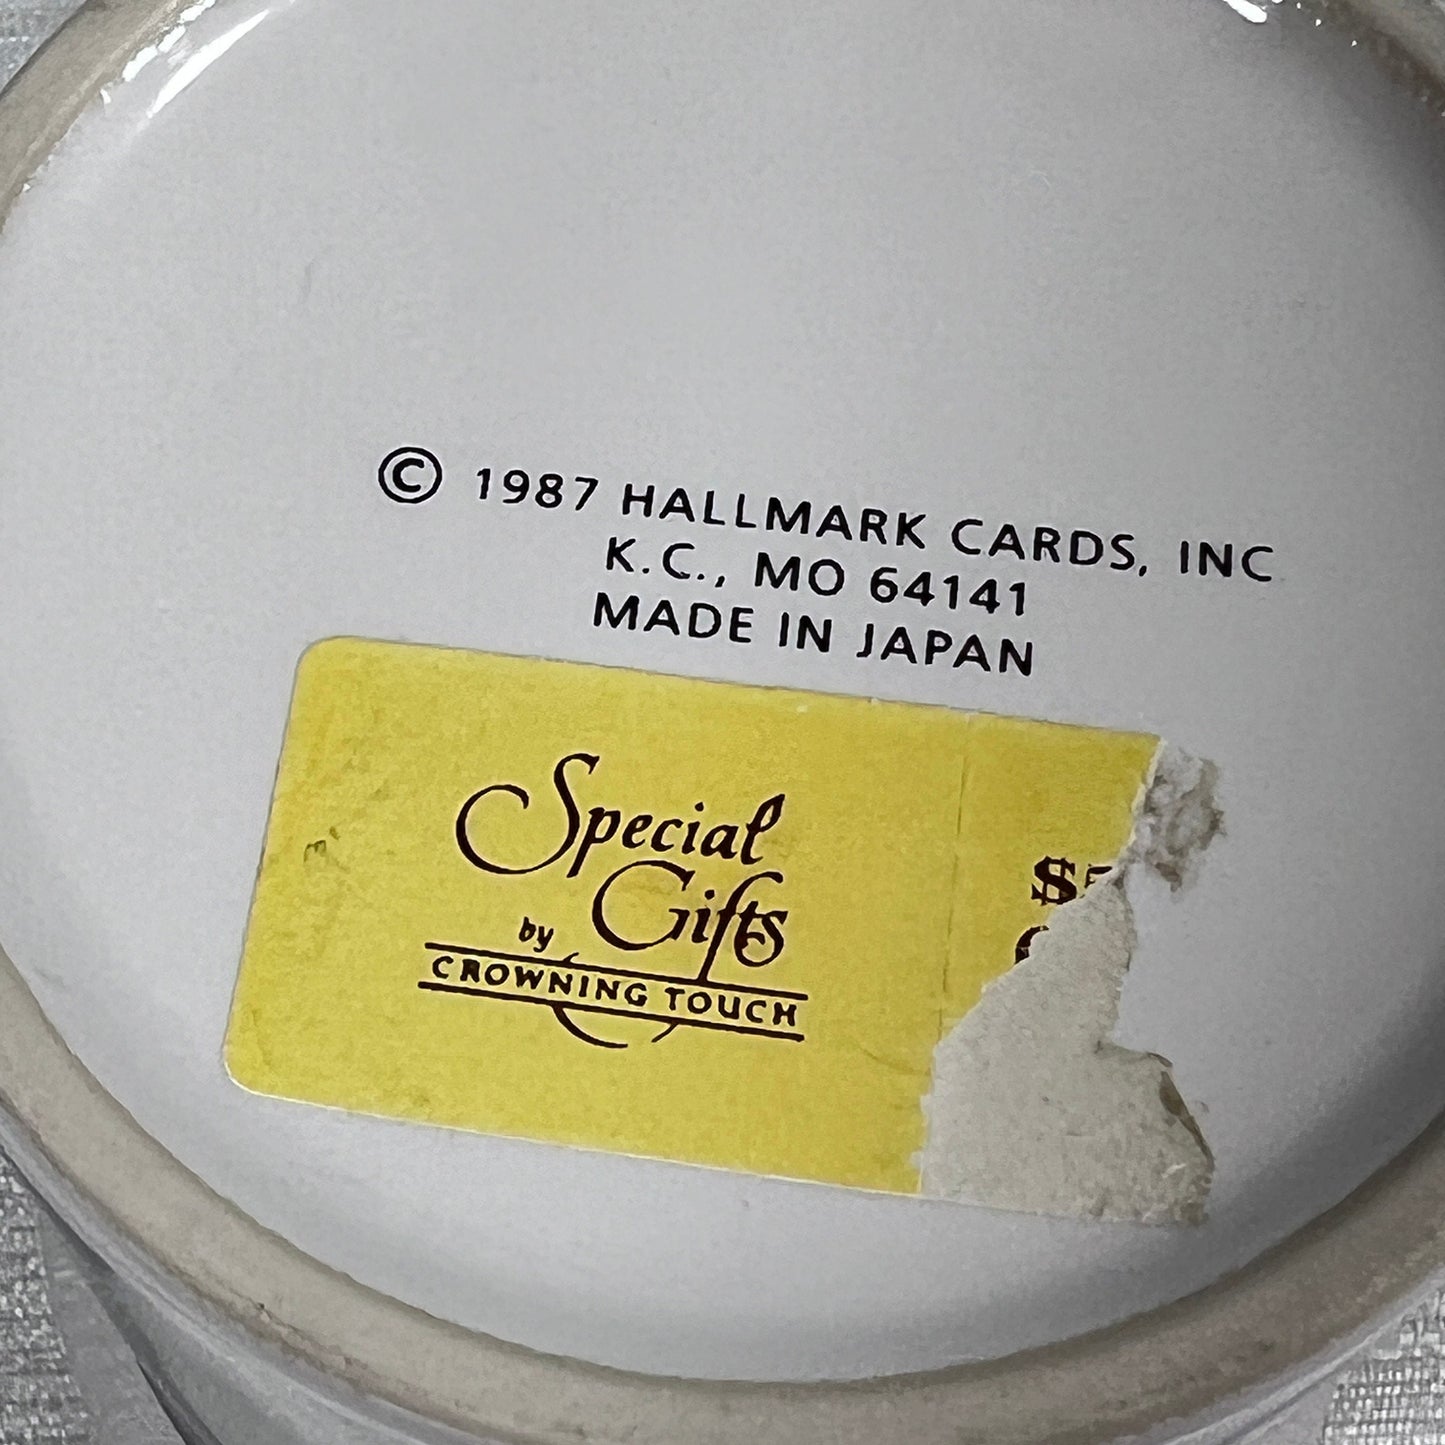 © 1987 HALLMARK CARDS, INC
K.C., MO 64141
MADE IN JAPAN
Special
Gifts
by
CROWNING TOUCH